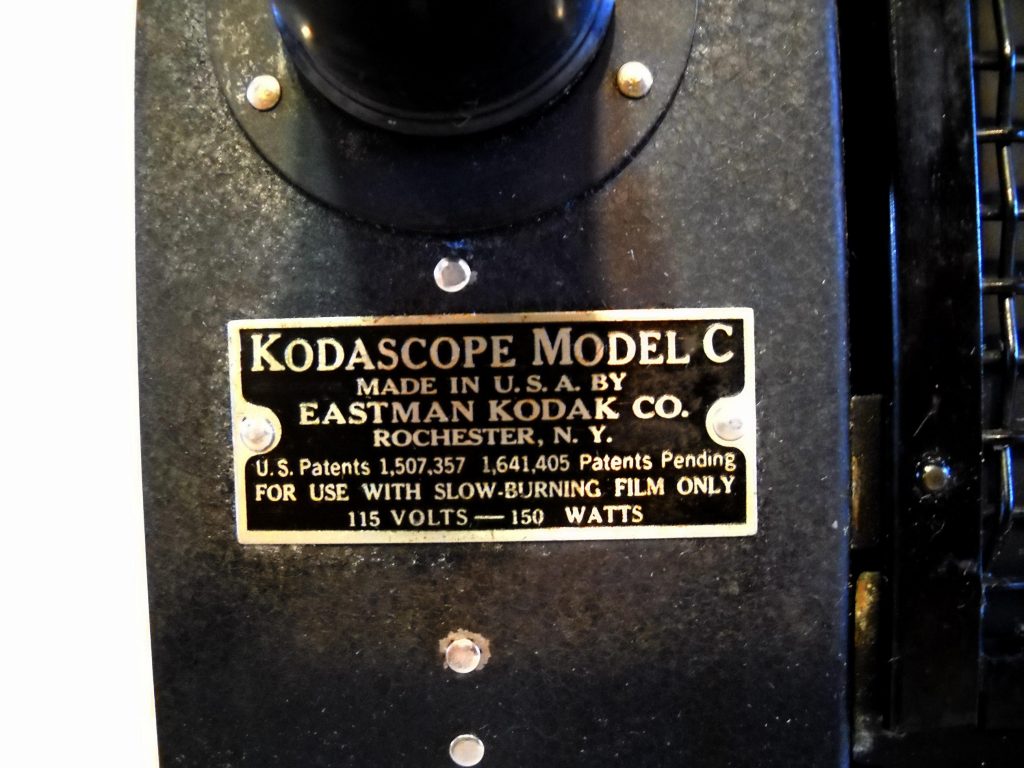 KODASCOPE MODEL C
MADE IN U.S.A. BY
EASTMAN KODAK CO.
ROCHESTER, N. Y.
U.S. Patents 1,507,357 1,641,405 Patents Pending
FOR USE WITH SLOW-BURNING FILM ONLY
115 VOLTS — 150 WATTS